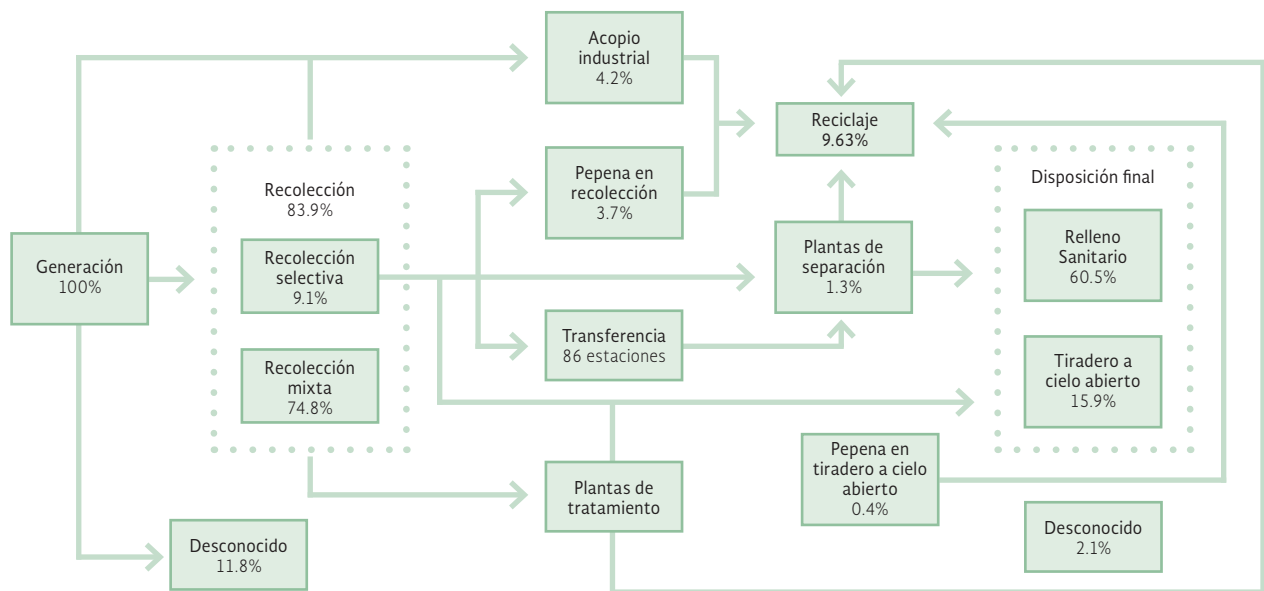 Generación
100%
Recolección
83.9%
Recolección
selectiva
9.1%
Recolección
mixta
74.8%
Desconocido
11.8%
Acopio
industrial
4.2%
Pepena en
recolección
3.7%
Transferencia
86 estaciones
Plantas de
tratamiento
Reciclaje
9.63%
Plantas de
separación
1.3%
Pepena en
tiradero a cielo
abierto
0.4%
Disposición final
Relleno
Sanitario
60.5%
Tiradero a
cielo abierto
15.9%
Desconocido
2.1%